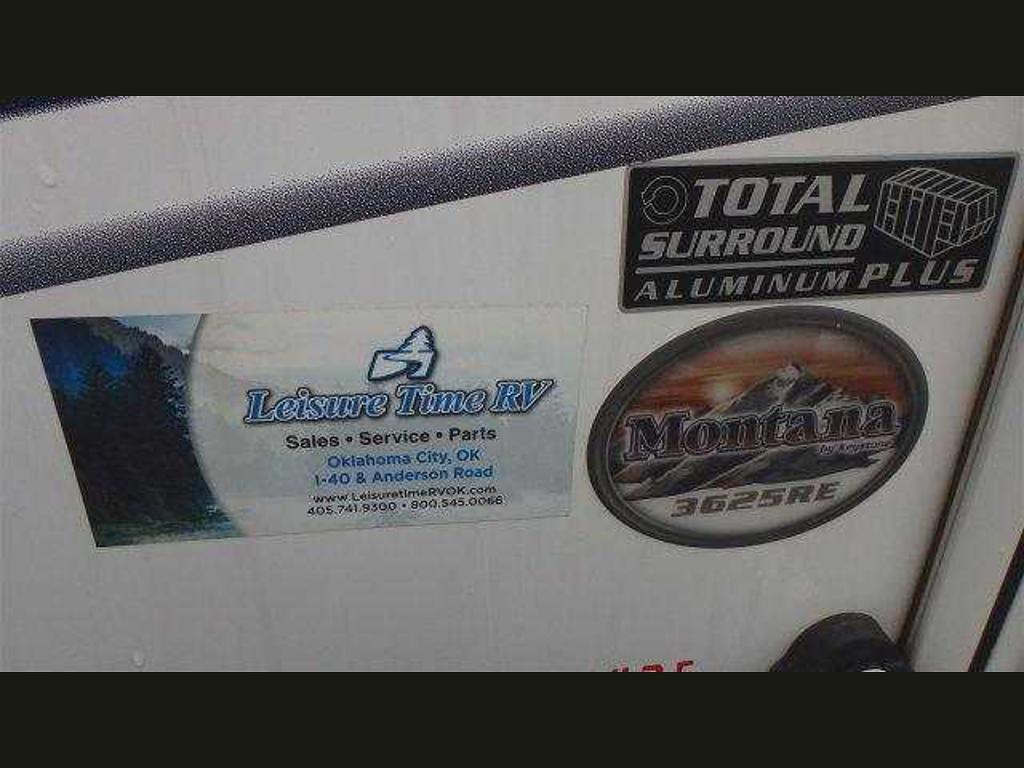 TOTAL
SURROUND
ALUMINUM PLUS
Leisure Time RV
Sales • Service • Parts
Oklahoma City, OK
I-40 & Anderson Road
www.LeisuretimeRVOK.com
405.741.9300 • 800.545.0066
Montana
by Keystone
3625RE